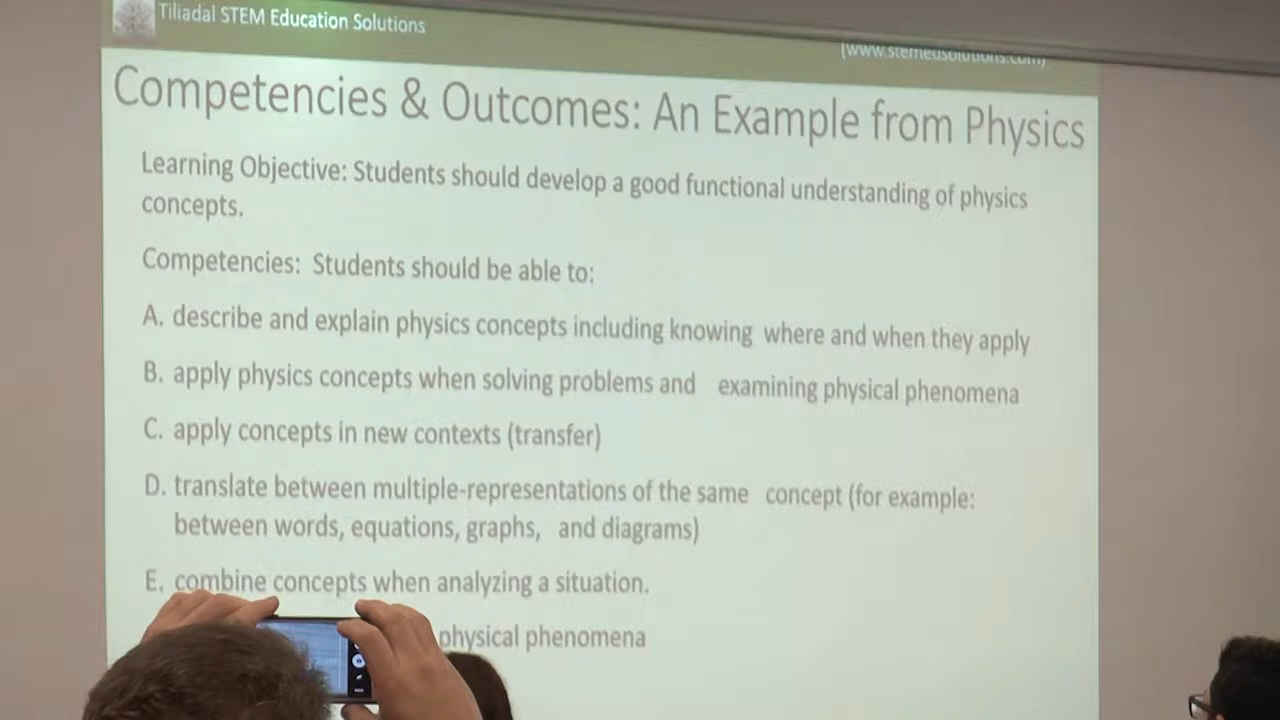 Tiliadal STEM Education Solutions
(www.stemedsolutions.com)
Competencies & Outcomes: An Example from Physics
Learning Objective: Students should develop a good functional understanding of physics
concepts.
Competencies: Students should be able to:
A. describe and explain physics concepts including knowing where and when they apply
B. apply physics concepts when solving problems and examining physical phenomena
C. apply concepts in new contexts (transfer)
D. translate between multiple-representations of the same concept (for example:
between words, equations, graphs, and diagrams)
E. combine concepts when analyzing a situation.
physical phenomena